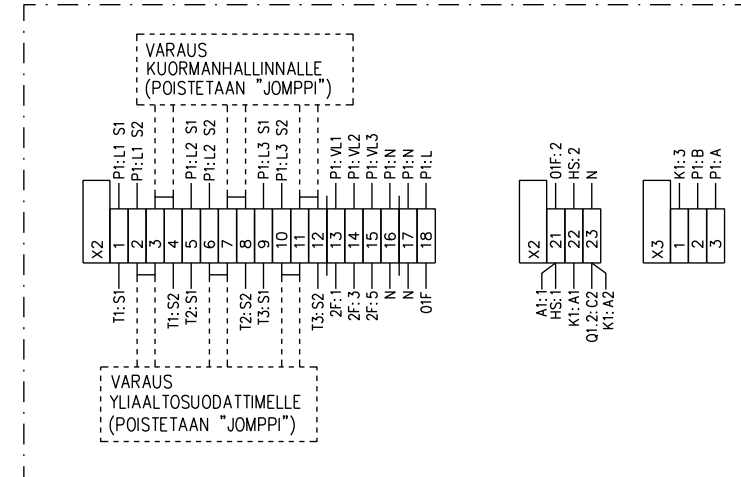 VARAUS
KUORMANHALLINNALLE
(POISTETAAN "JOMPPI")
P1:L1 S1
P1:L1 S2
P1:L2 S1
P1:L2 S2
P1:L3 S1
P1:L3 S2
P1:VL1
P1:VL2
P1:VL3
P1:N
P1:N
P1:L
X2
1
2
3
4
5
6
7
8
9
10
11
12
13
14
15
16
17
18
T1:S1
T1:S2
T2:S1
T2:S2
T3:S1
T3:S2
2F:1
2F:3
2F:5
N
N
01F
01F:2
HS:2
N
X2
21
22
23
A1:1
HS:1
K1:A1
Q1.2:C2
K1:A2
K1:3
P1:B
P1:A
X3
1
2
3
VARAUS
YLIAALTOSUODATTIMELLE
(POISTETAAN "JOMPPI")